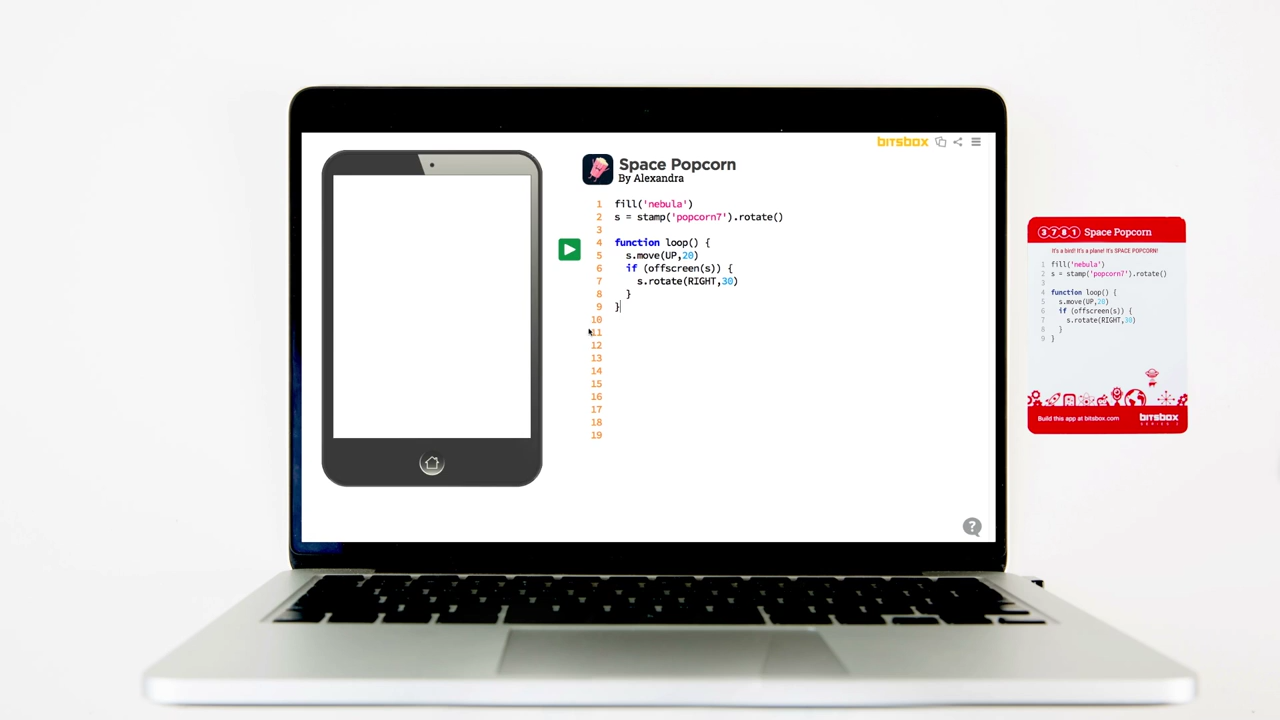 bitsbox
Space Popcorn
By Alexandra
1 fill('nebula')
2 s = stamp('popcorn7').rotate()
3
4 function loop() {
5 s.move(UP,20)
6 if (offscreen(s)) {
7 s.rotate(RIGHT,30)
8 }
9 }
10
11
12
13
14
15
16
17
18
19
?
3781 Space Popcorn
It's a bird! It's a plane! It's SPACE POPCORN!
1 fill('nebula')
2 s = stamp('popcorn7').rotate()
3
4 function loop() {
5 s.move(UP,20)
6 if (offscreen(s)) {
7 s.rotate(RIGHT,30)
8 }
9 }
Build this app at bitsbox.com
bitsbox